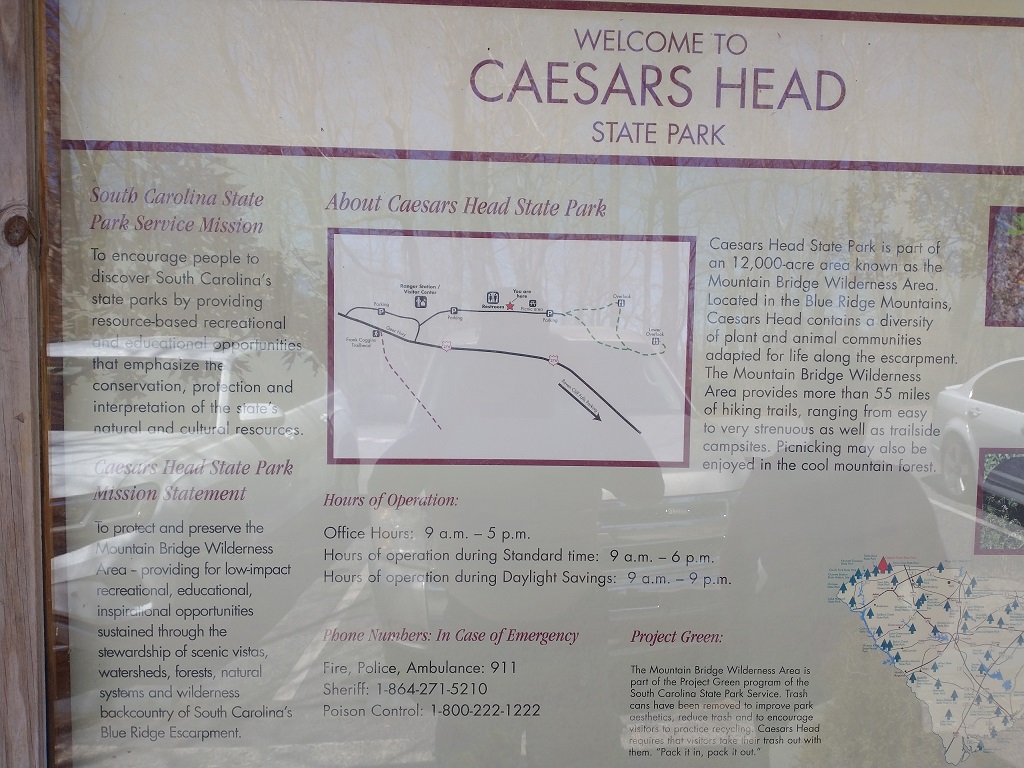 WELCOME TO
CAESARS HEAD
STATE PARK
South Carolina State
Park Service Mission
To encourage people to
discover South Carolina's
state parks by providing
resource-based recreational
and educational opportunities
that emphasize the
conservation, protection and
interpretation of the state's
natural and cultural resources.
Caesars Head State Park
Mission Statement
To protect and preserve the
Mountain Bridge Wilderness
Area – providing for low-impact
recreational, educational,
inspirational opportunities
sustained through the
stewardship of scenic vistas,
watersheds, forests, natural
systems and wilderness
backcountry of South Carolina's
Blue Ridge Escarpment.
About Caesars Head State Park
Ranger Station /
Visitor Center
Parking
P
Parking
P
Restroom
You are
here
Picnic area
P
Parking
Overlook
Lower
Overlook
Trailhead
Caesars Head State Park is part of
an 12,000-acre area known as the
Mountain Bridge Wilderness Area.
Located in the Blue Ridge Mountains,
Caesars Head contains a diversity
of plant and animal communities
adapted for life along the escarpment.
The Mountain Bridge Wilderness
Area provides more than 55 miles
of hiking trails, ranging from easy
to very strenuous as well as trailside
campsites. Picnicking may also be
enjoyed in the cool mountain forest.
Hours of Operation:
Office Hours: 9 a.m. – 5 p.m.
Hours of operation during Standard time: 9 a.m. – 6 p.m.
Hours of operation during Daylight Savings: 9 a.m. – 9 p.m.
Phone Numbers: In Case of Emergency
Fire, Police, Ambulance: 911
Sheriff: 1-864-271-5210
Poison Control: 1-800-222-1222
Project Green:
The Mountain Bridge Wilderness Area is
part of the Project Green program of the
South Carolina State Park Service. Trash
cans have been removed to improve park
aesthetics, reduce trash and to encourage
visitors to practice recycling. Caesars Head
requires that visitors take their trash out with
them. "Pack it in, pack it out."